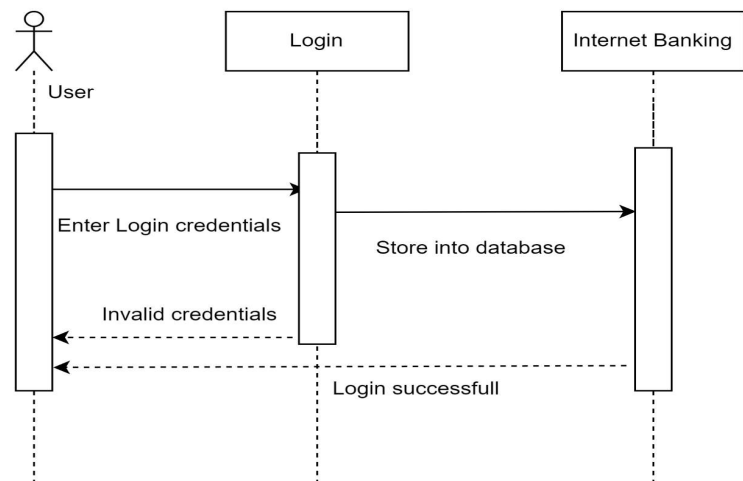 Login
Internet Banking
User
Enter Login credentials
Store into database
Invalid credentials
Login successfull